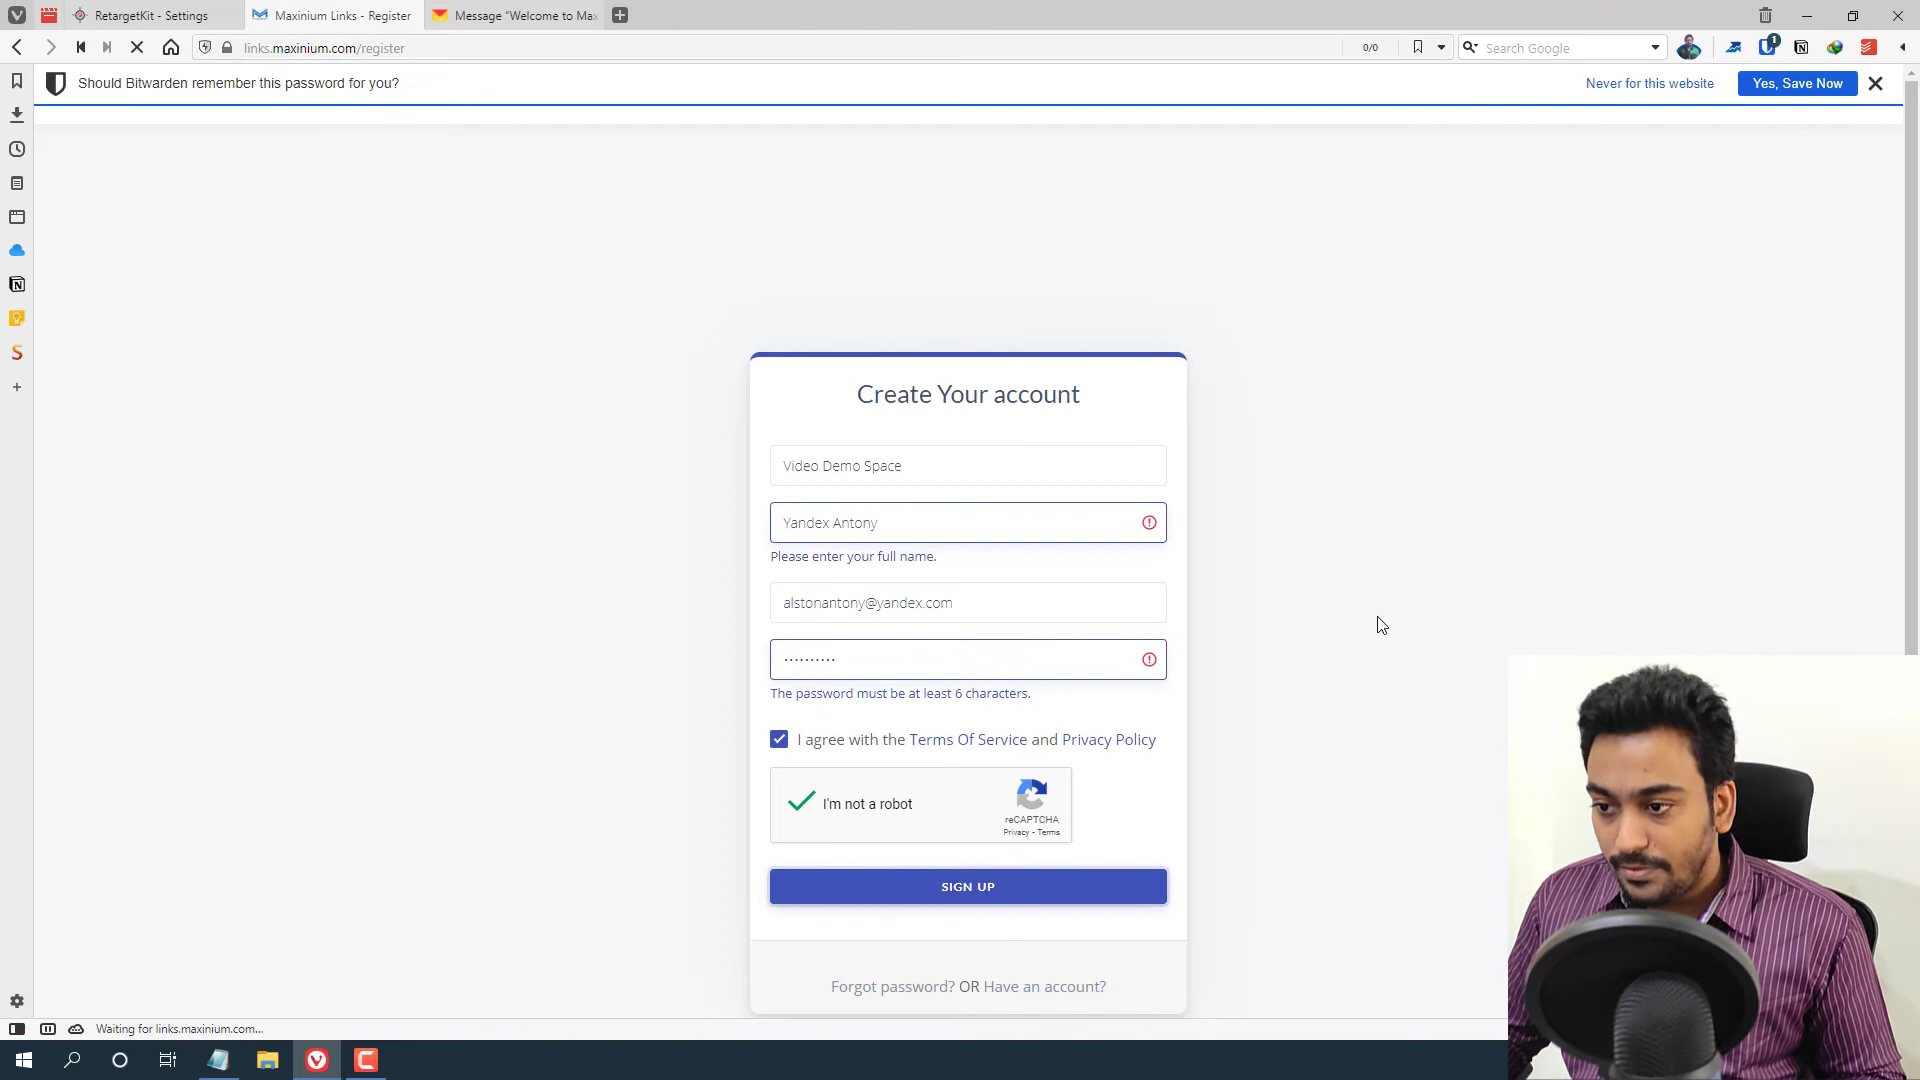 RetargetKit - Settings
Maxinium Links - Register
Message "Welcome to Max
links.maxinium.com/register
0/0
Search Google
1
Should Bitwarden remember this password for you?
Never for this website
Yes, Save Now
Create Your account
Video Demo Space
Yandex Antony
Please enter your full name.
alstonantony@yandex.com
The password must be at least 6 characters.
I agree with the Terms Of Service and Privacy Policy
I'm not a robot
reCAPTCHA
Privacy - Terms
SIGN UP
Forgot password? OR Have an account?
Waiting for links.maxinium.com...